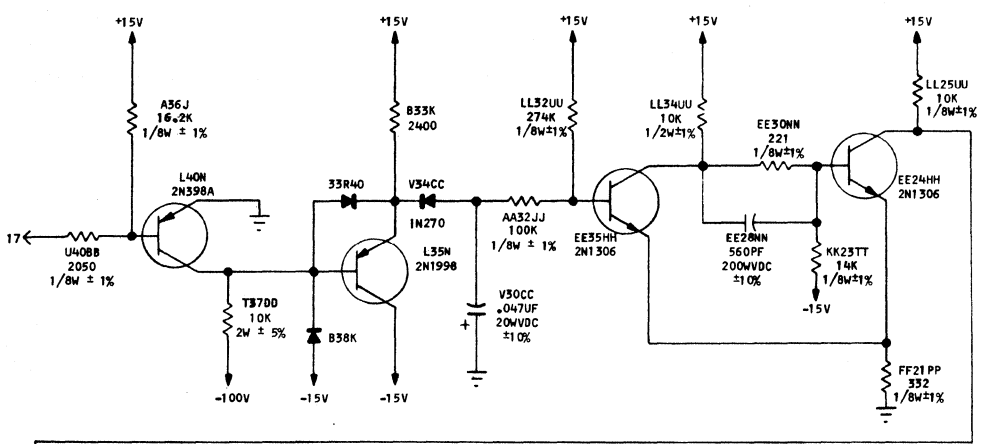 +15V
+15V
+15V
+15V
+15V
A36J
16.2K
1/8W ± 1%
B33K
2400
LL32UU
274K
1/8W±1%
LL34UU
10K
1/2W±1%
LL25UU
10K
1/8W±1%
EE30NN
221
1/8W±1%
L40N
2N398A
33R40
V34CC
1N270
EE24HH
2N1306
17
U40BB
2050
1/8W ± 1%
AA32JJ
100K
1/8W ± 1%
EE35HH
2N1306
EE28NN
560PF
200WVDC
±10%
L35N
2N1998
KK23TT
14K
1/8W±1%
-15V
T37DD
10K
2W ± 5%
V30CC
.047UF
20WVDC
±10%
+
B38K
FF21PP
332
1/8W±1%
-100V
-15V
-15V